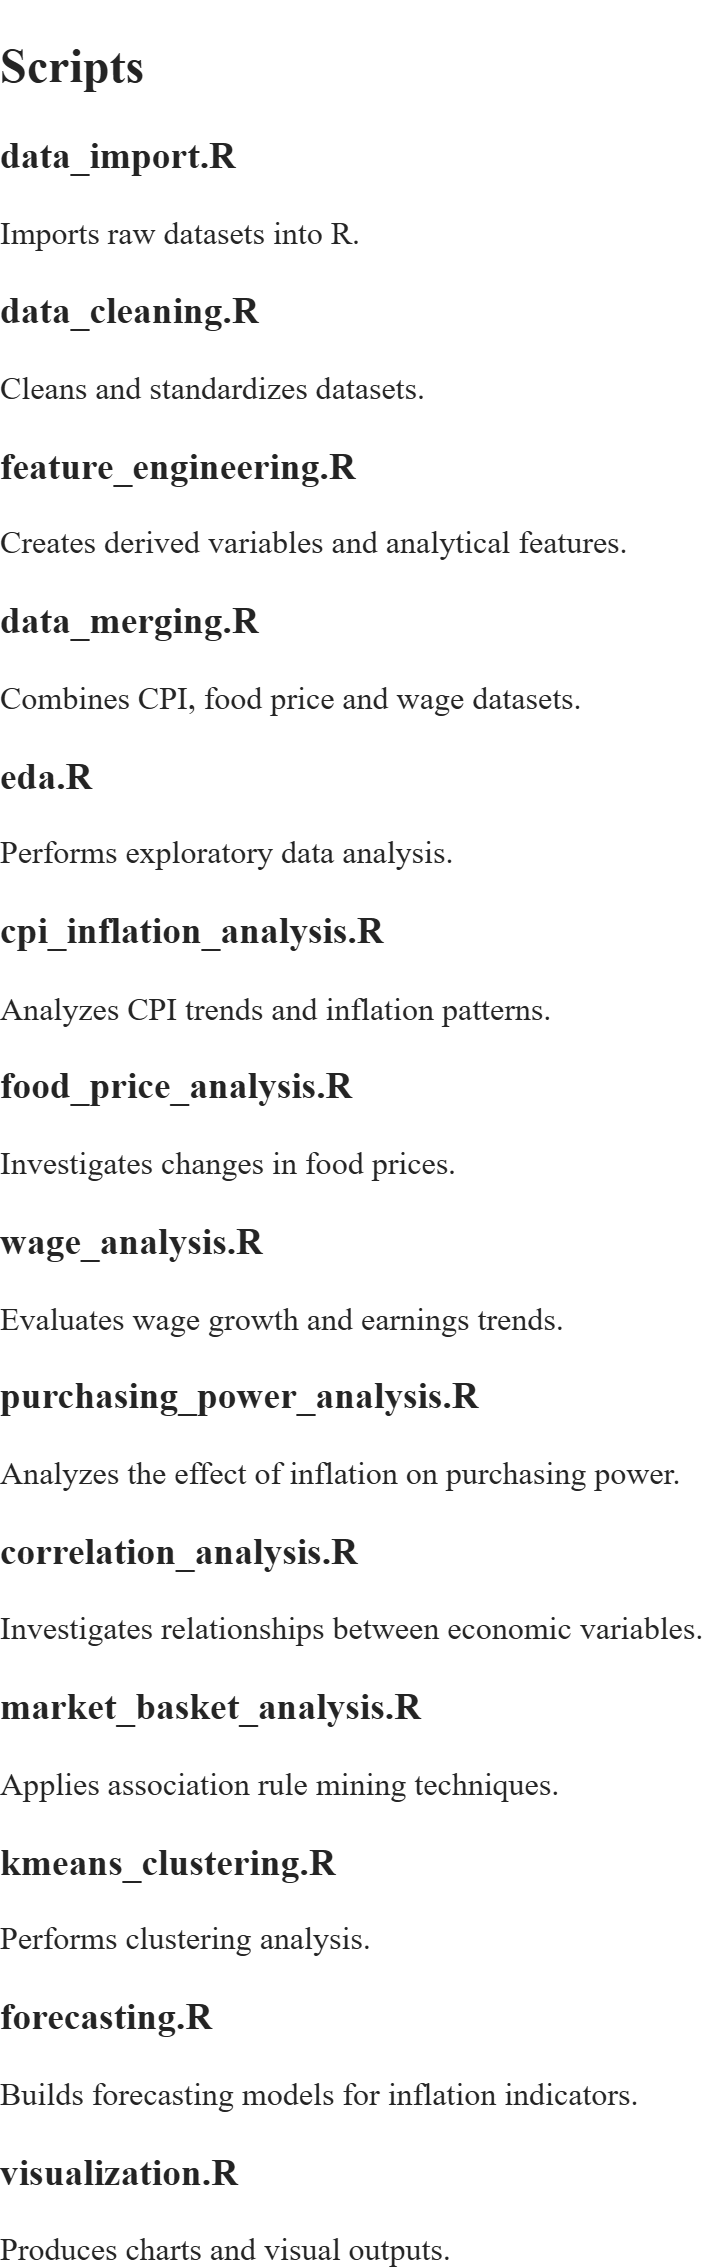 Scripts
data_import.R
Imports raw datasets into R.
data_cleaning.R
Cleans and standardizes datasets.
feature_engineering.R
Creates derived variables and analytical features.
data_merging.R
Combines CPI, food price and wage datasets.
eda.R
Performs exploratory data analysis.
cpi_inflation_analysis.R
Analyzes CPI trends and inflation patterns.
food_price_analysis.R
Investigates changes in food prices.
wage_analysis.R
Evaluates wage growth and earnings trends.
purchasing_power_analysis.R
Analyzes the effect of inflation on purchasing power.
correlation_analysis.R
Investigates relationships between economic variables.
market_basket_analysis.R
Applies association rule mining techniques.
kmeans_clustering.R
Performs clustering analysis.
forecasting.R
Builds forecasting models for inflation indicators.
visualization.R
Produces charts and visual outputs.